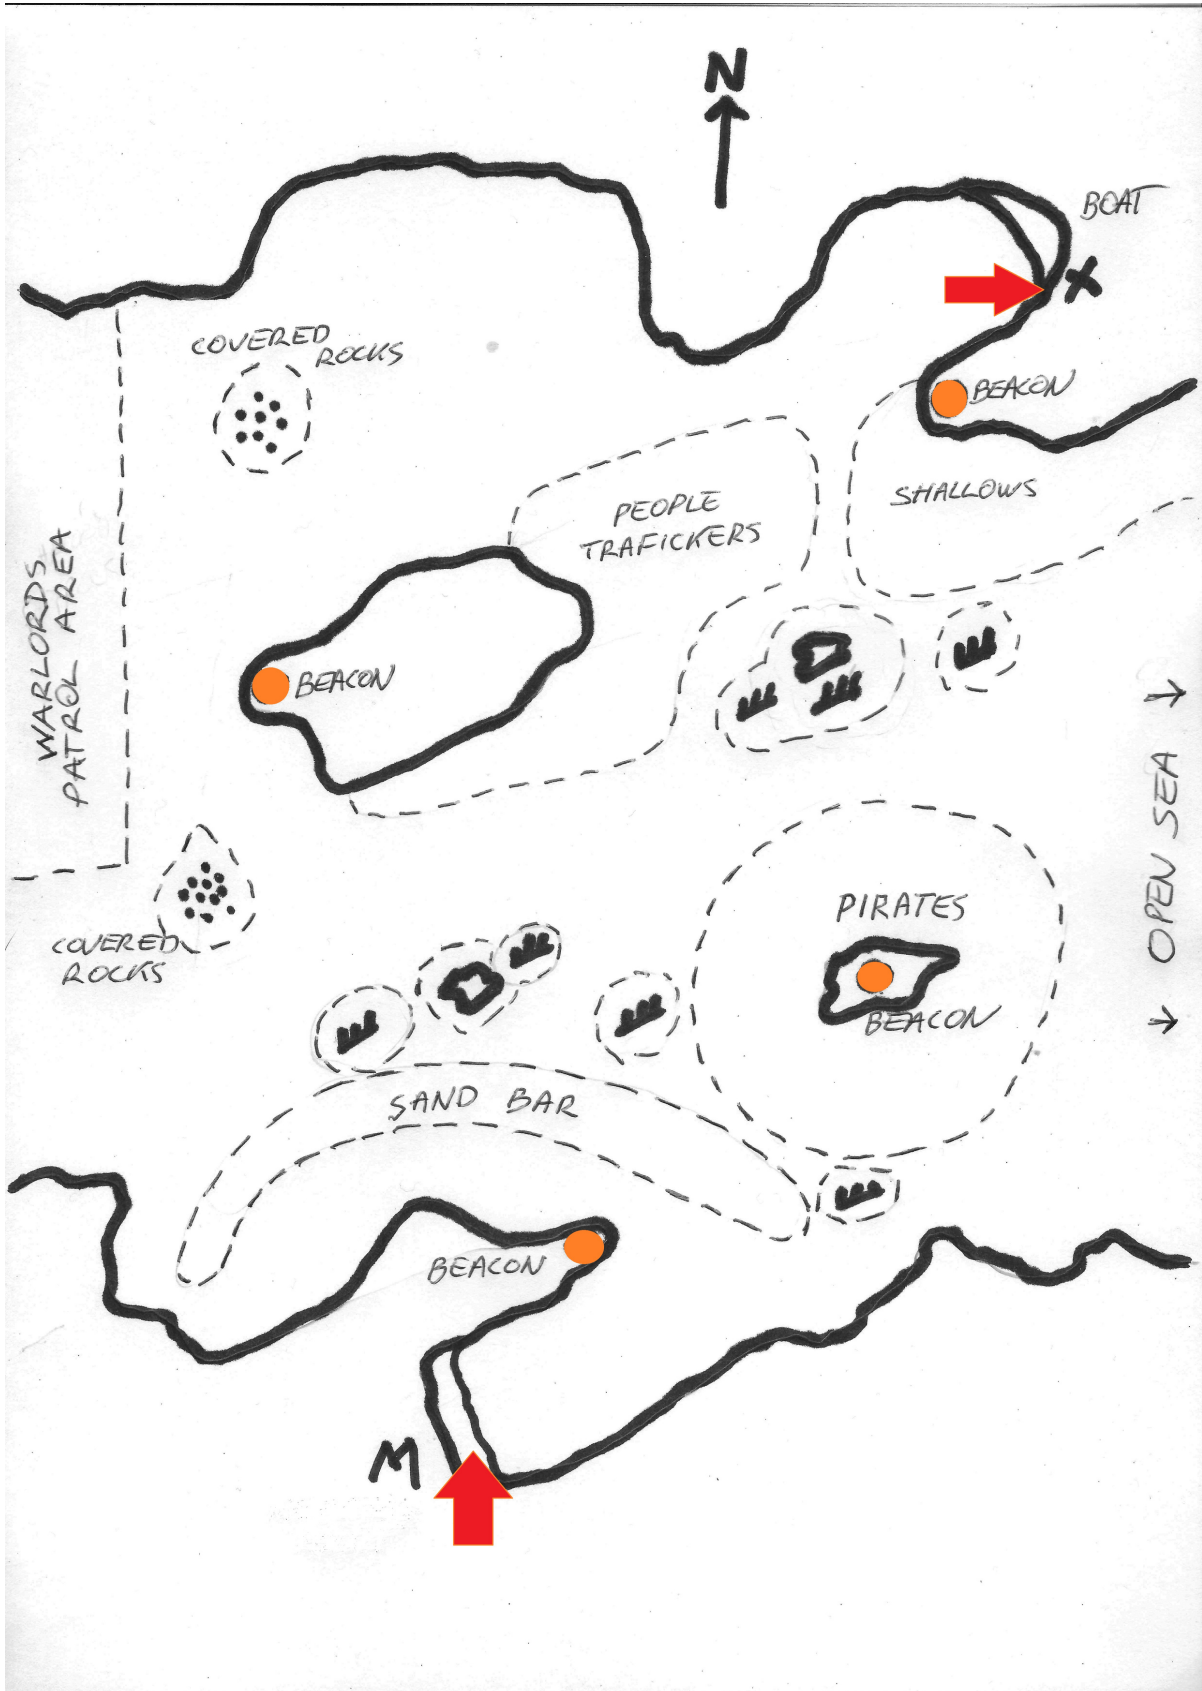 N
BOAT
X
COVERED
ROCKS
BEACON
SHALLOWS
PEOPLE
TRAFICKERS
WARLORDS
PATROL AREA
BEACON
OPEN SEA
PIRATES
BEACON
COVERED
ROCKS
SAND BAR
BEACON
M